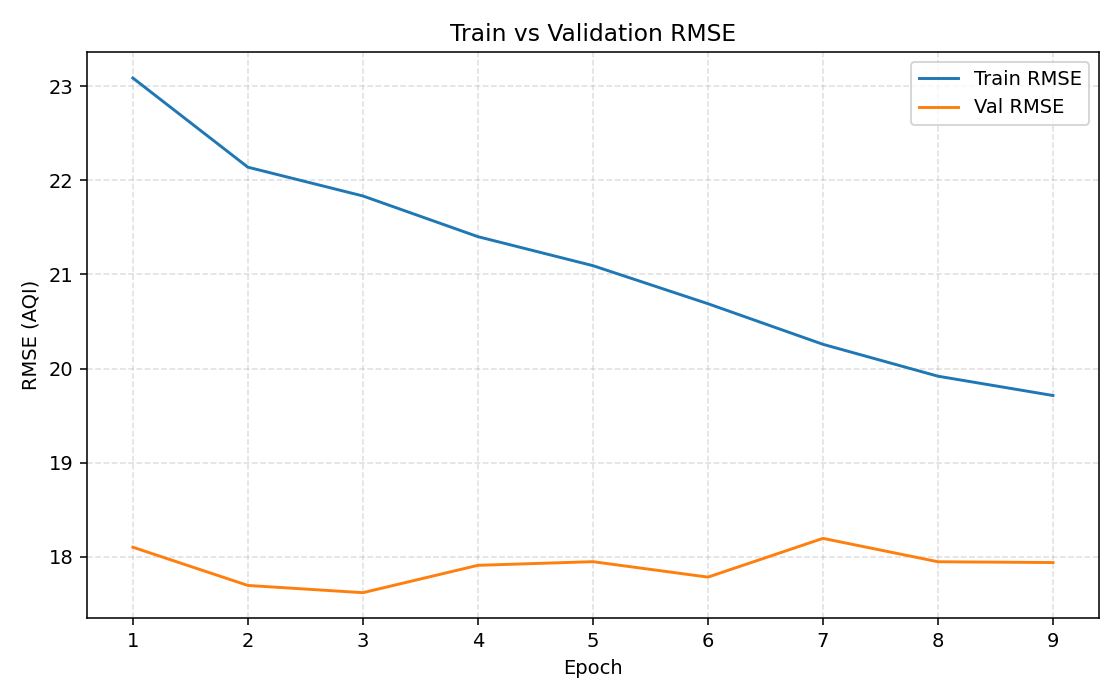 Train vs Validation RMSE
Train RMSE
Val RMSE
RMSE (AQI)
23
22
21
20
19
18
1 2 3 4 5 6 7 8 9
Epoch